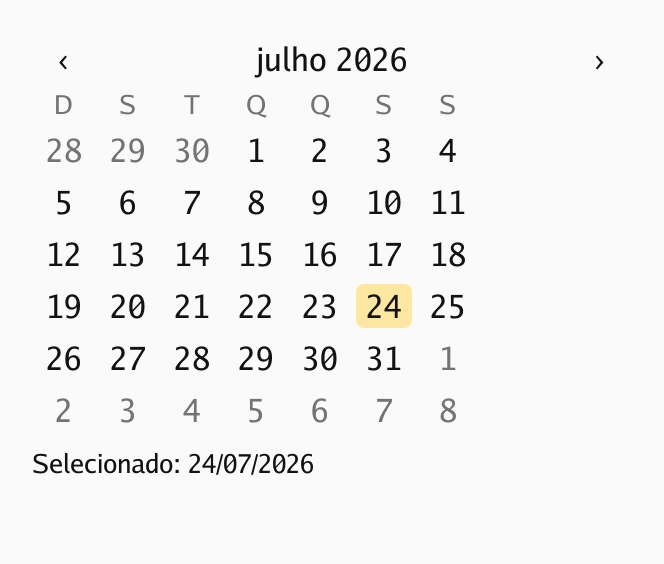 ‹ julho 2026 ›
D S T Q Q S S
28 29 30 1 2 3 4
5 6 7 8 9 10 11
12 13 14 15 16 17 18
19 20 21 22 23 24 25
26 27 28 29 30 31 1
2 3 4 5 6 7 8
Selecionado: 24/07/2026